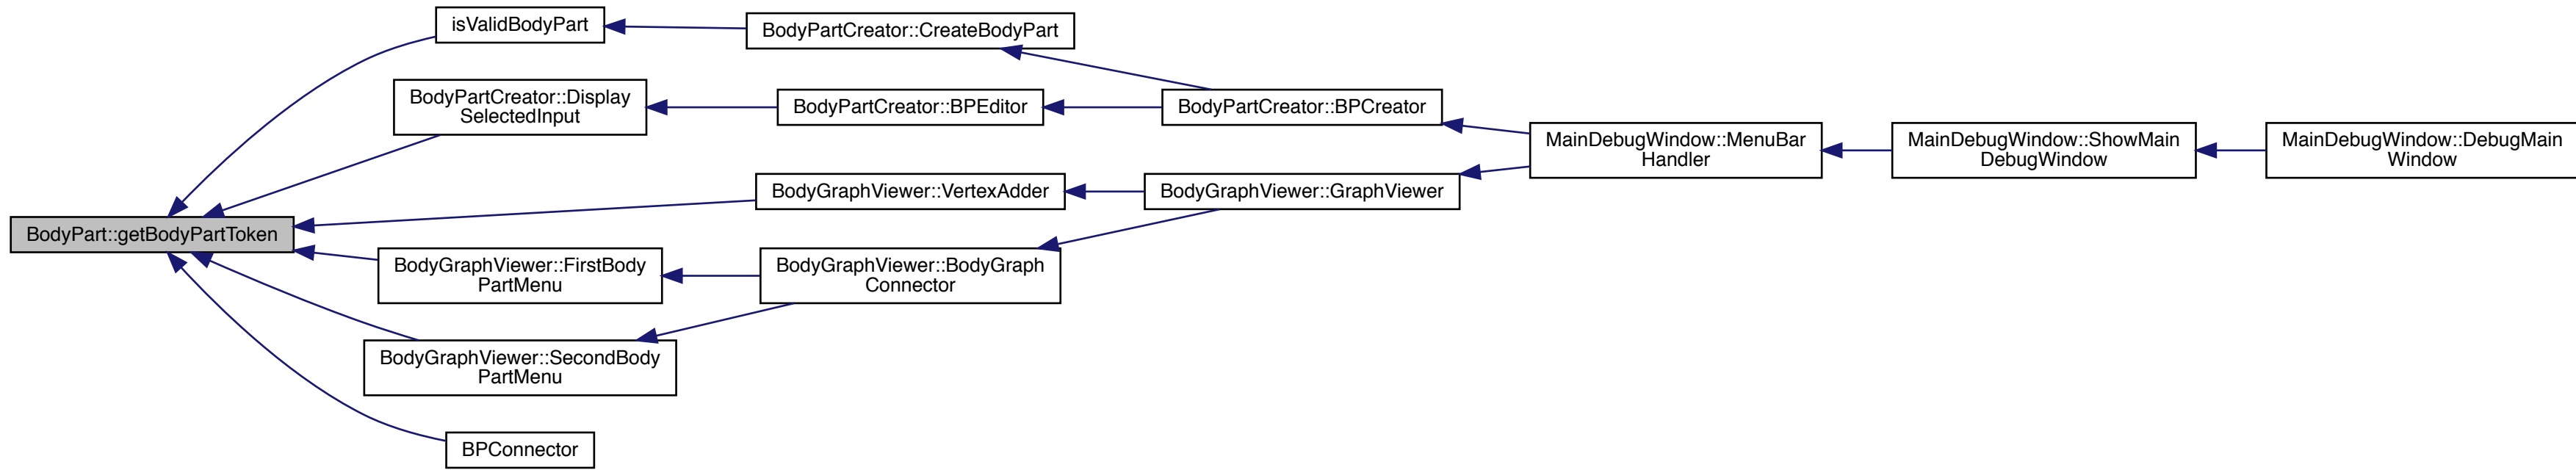 isValidBodyPart
BodyPartCreator::CreateBodyPart
BodyPartCreator::Display
SelectedInput
BodyPartCreator::BPEditor
BodyPartCreator::BPCreator
MainDebugWindow::MenuBar
Handler
MainDebugWindow::ShowMain
DebugWindow
MainDebugWindow::DebugMain
Window
BodyGraphViewer::VertexAdder
BodyGraphViewer::GraphViewer
BodyPart::getBodyPartToken
BodyGraphViewer::FirstBody
PartMenu
BodyGraphViewer::BodyGraph
Connector
BodyGraphViewer::SecondBody
PartMenu
BPConnector